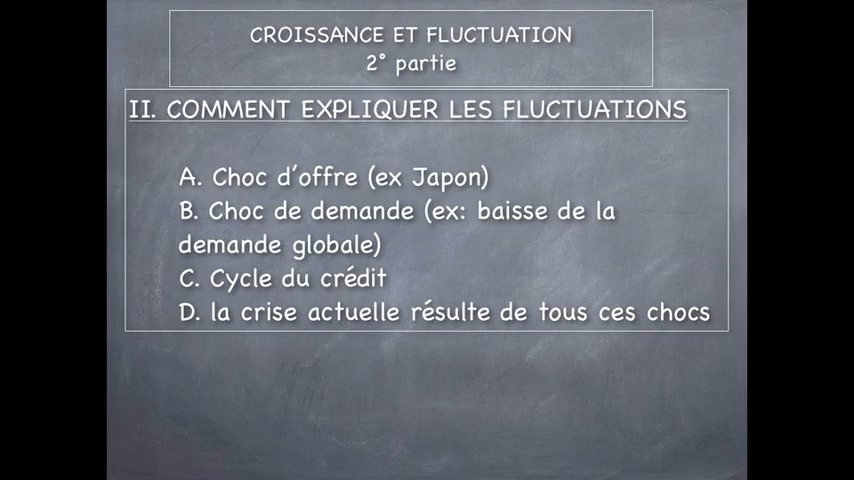 CROISSANCE ET FLUCTUATION
2° partie
II. COMMENT EXPLIQUER LES FLUCTUATIONS
A. Choc d'offre (ex Japon)
B. Choc de demande (ex: baisse de la
demande globale)
C. Cycle du crédit
D. la crise actuelle résulte de tous ces chocs